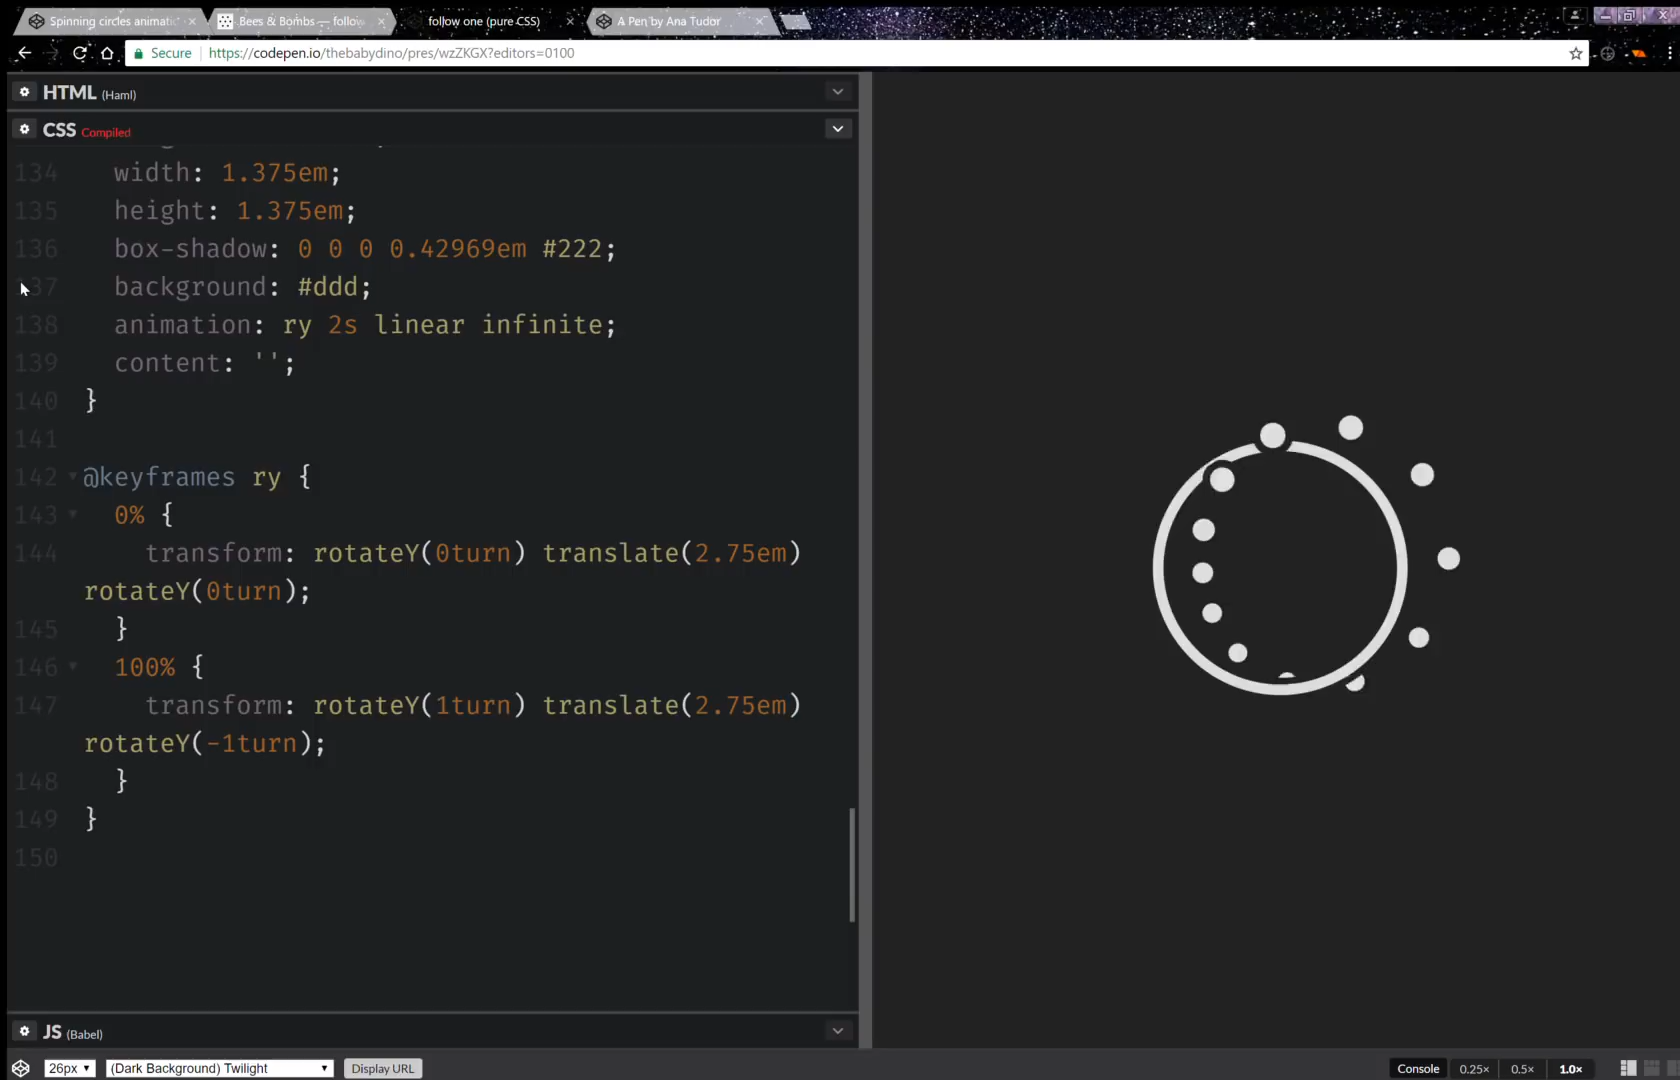 Spinning circles animatic
Bees & Bombs — follow
follow one (pure CSS)
A Pen by Ana Tudor
Secure
https://codepen.io/thebabydino/pres/wzZKGX?editors=0100
HTML (Haml)
CSS Compiled
134 width: 1.375em;
135 height: 1.375em;
136 box-shadow: 0 0 0 0.42969em #222;
137 background: #ddd;
138 animation: ry 2s linear infinite;
139 content: '';
140 }
141
142 @keyframes ry {
143 0% {
144 transform: rotateY(0turn) translate(2.75em)
rotateY(0turn);
145 }
146 100% {
147 transform: rotateY(1turn) translate(2.75em)
rotateY(-1turn);
148 }
149 }
150
JS (Babel)
26px
(Dark Background) Twilight
Display URL
Console
0.25×
0.5×
1.0×